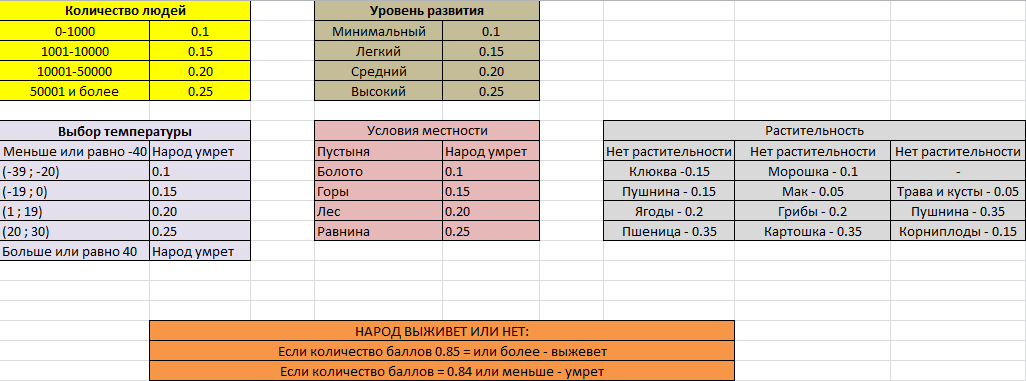 Количество людей
0-1000 0.1
1001-10000 0.15
10001-50000 0.20
50001 и более 0.25
Уровень развития
Минимальный 0.1
Легкий 0.15
Средний 0.20
Высокий 0.25
Выбор температуры
Меньше или равно -40 Народ умрет
(-39 ; -20) 0.1
(-19 ; 0) 0.15
(1 ; 19) 0.20
(20 ; 30) 0.25
Больше или равно 40 Народ умрет
Условия местности
Пустыня Народ умрет
Болото 0.1
Горы 0.15
Лес 0.20
Равнина 0.25
Растительность
Нет растительности Нет растительности Нет растительности
Клюква -0.15 Морошка - 0.1 -
Пушнина - 0.15 Мак - 0.05 Трава и кусты - 0.05
Ягоды - 0.2 Грибы - 0.2 Пушнина - 0.35
Пшеница - 0.35 Картошка - 0.35 Корниплоды - 0.15
НАРОД ВЫЖИВЕТ ИЛИ НЕТ:
Если количество баллов 0.85 = или более - выжевет
Если количество баллов = 0.84 или меньше - умрет